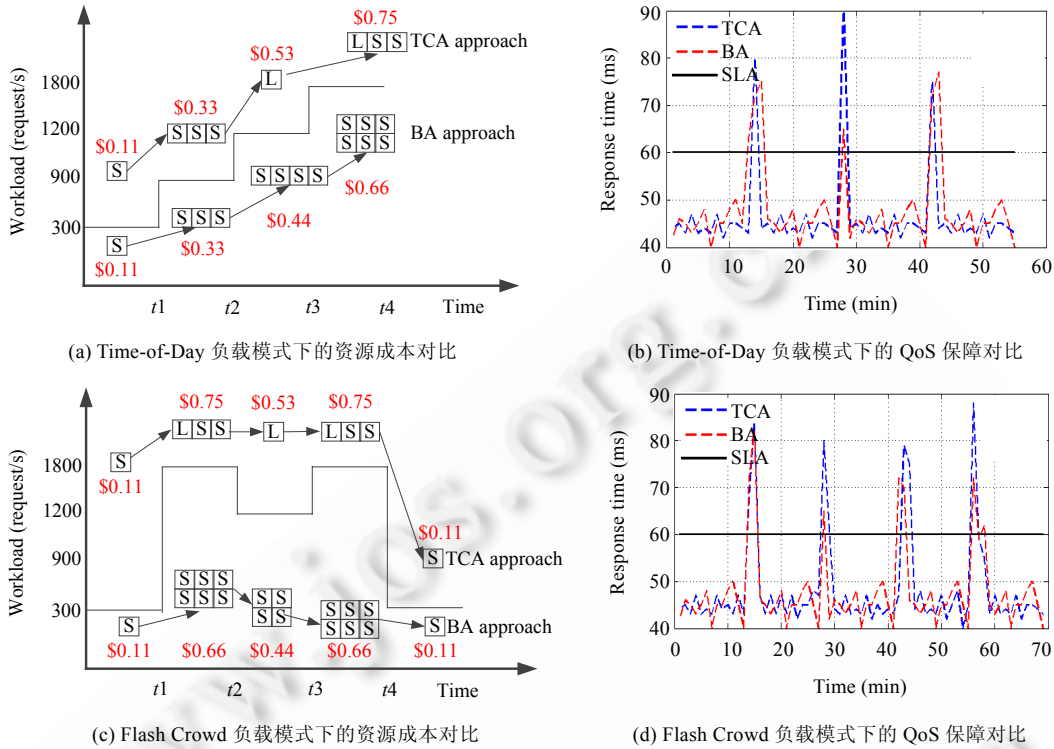 $0.75
L S S TCA approach
$0.53
L
$0.33
S S S
$0.11
S
S S S
S S S
BA approach
S S S S
$0.66
$0.44
S S S
$0.33
S
$0.11
Workload (request/s)
1800
1200
900
300
t1 t2 t3 t4 Time
(a) Time-of-Day 负载模式下的资源成本对比
TCA
BA
SLA
Response time (ms)
90
80
70
60
50
40
0 10 20 30 40 50 60
Time (min)
(b) Time-of-Day 负载模式下的 QoS 保障对比
$0.75 $0.53 $0.75
L S S L L S S
S
$0.11
$0.11
S TCA approach
S S S
S S S
S S
S S
S S S
S S S
S
S BA approach
$0.11 $0.66 $0.44 $0.66 $0.11
Workload (request/s)
1800
1200
900
300
t1 t2 t3 t4 Time
(c) Flash Crowd 负载模式下的资源成本对比
TCA
BA
SLA
Response time (ms)
90
80
70
60
50
40
0 10 20 30 40 50 60 70
Time (min)
(d) Flash Crowd 负载模式下的 QoS 保障对比
www.jos.org.